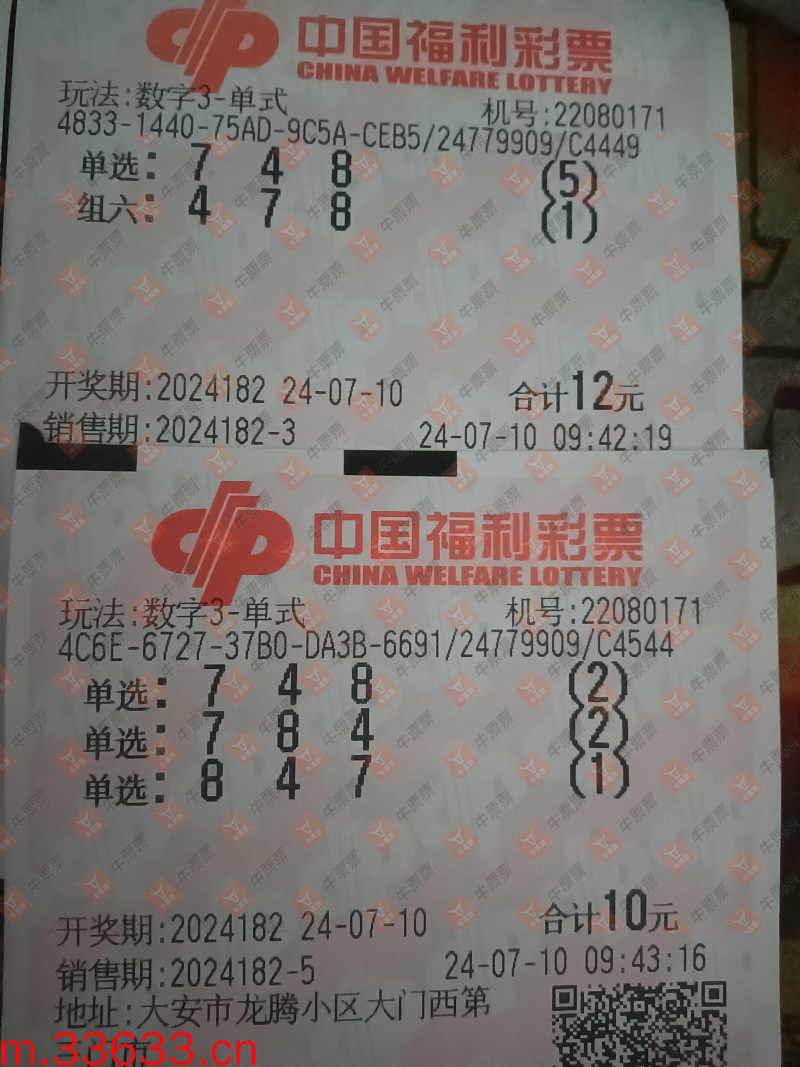 中国福利彩票
CHINA WELFARE LOTTERY
玩法:数字3-单式 机号:22080171
4833-1440-75AD-9C5A-CEB5/24779909/C4449
单选: 7 4 8 (5)
组六: 4 7 8 (1)
开奖期:2024182 24-07-10 合计12元
销售期:2024182-3 24-07-10 09:42:19
中国福利彩票
CHINA WELFARE LOTTERY
玩法:数字3-单式 机号:22080171
4C6E-6727-37B0-DA3B-6691/24779909/C4544
单选: 7 4 8 (2)
单选: 7 8 4 (2)
单选: 8 4 7 (1)
开奖期:2024182 24-07-10 合计10元
销售期:2024182-5 24-07-10 09:43:16
地址:大安市龙腾小区大门西第
m.33633.cn
牛票票